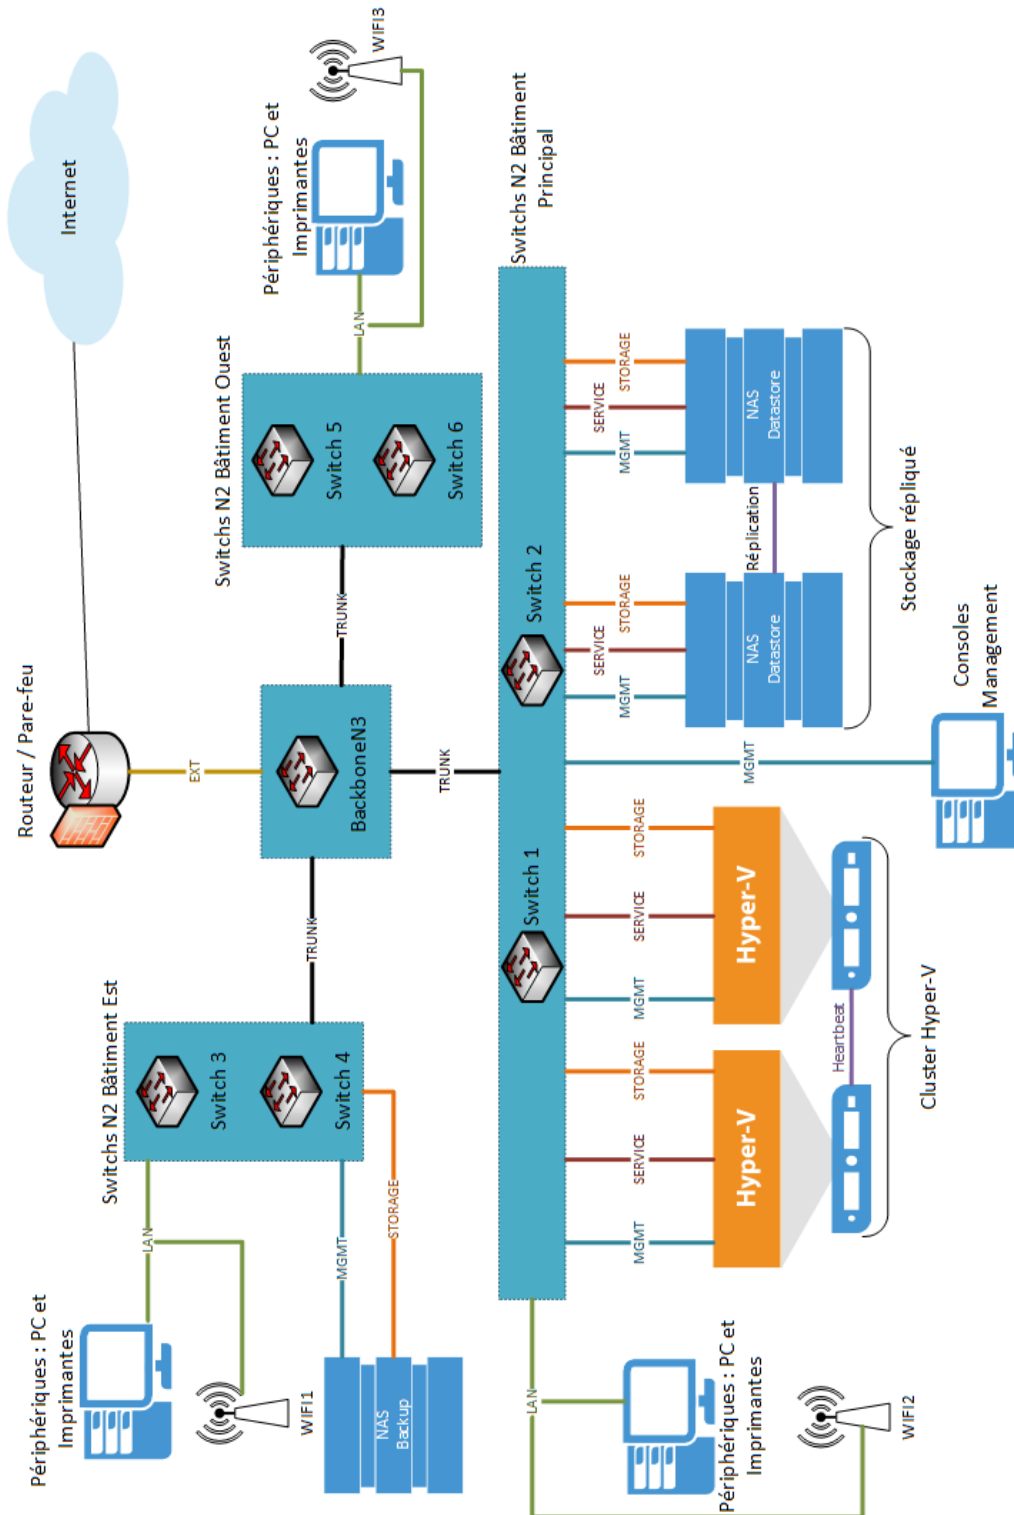 Internet
Routeur / Pare-feu
EXT
Switchs N2 Bâtiment Est
Switch 3
Switch 4
TRUNK
BackboneN3
TRUNK
TRUNK
Switchs N2 Bâtiment Ouest
Switch 5
Switch 6
Périphériques : PC et
Imprimantes
LAN
WIFI1
MGMT
STORAGE
NAS
Backup
Périphériques : PC et
Imprimantes
LAN
WIFI3
Switchs N2 Bâtiment
Principal
Switch 1
Switch 2
LAN
Périphériques : PC et
Imprimantes
WIFI2
MGMT
SERVICE
STORAGE
Hyper-V
MGMT
SERVICE
STORAGE
Hyper-V
Heartbeat
Cluster Hyper-V
MGMT
Consoles
Management
MGMT
SERVICE
STORAGE
NAS
Datastore
Réplication
MGMT
SERVICE
STORAGE
NAS
Datastore
Stockage répliqué